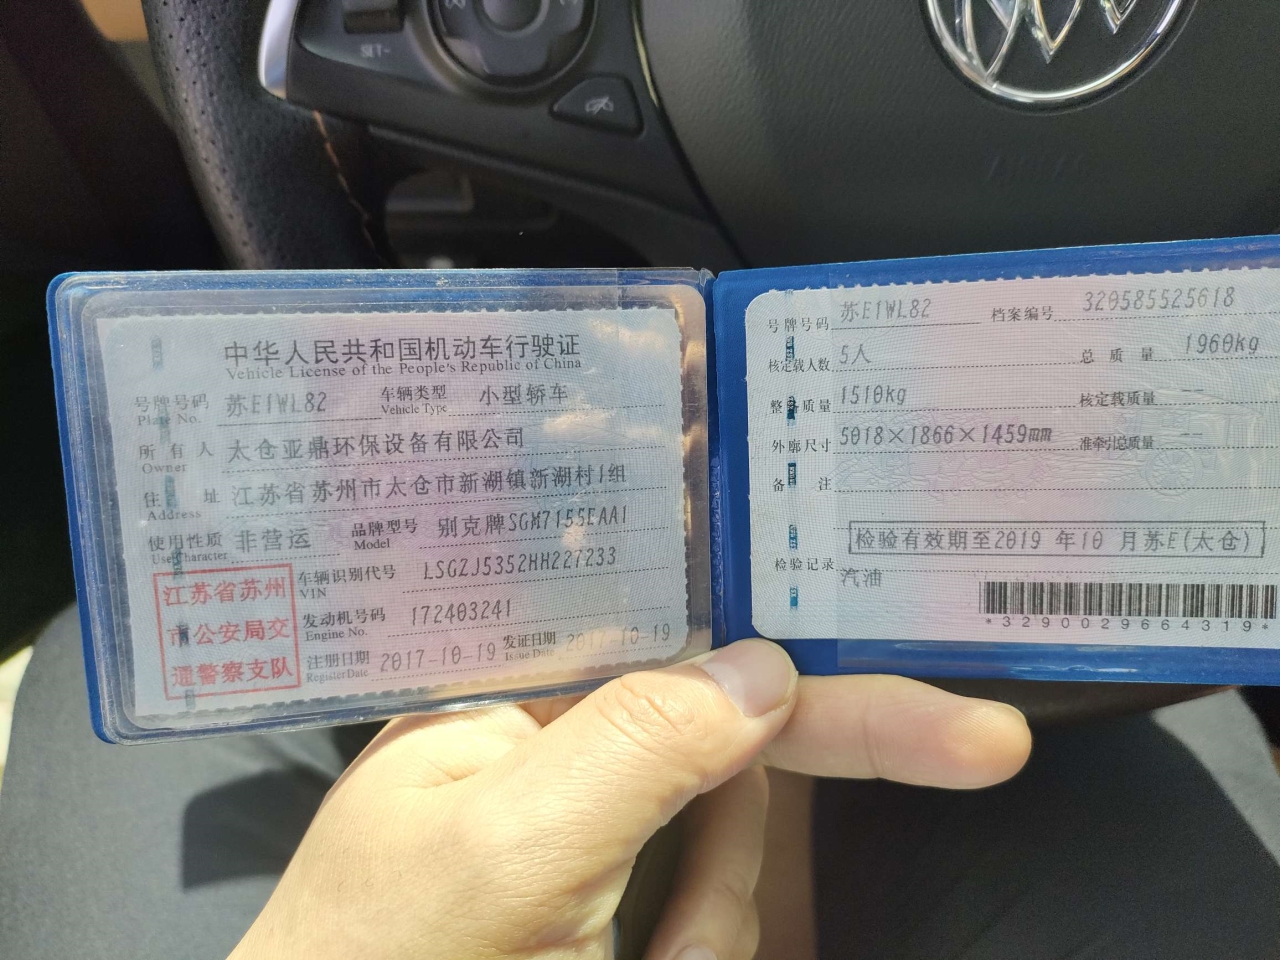 SET-
中华人民共和国机动车行驶证
Vehicle License of the People's Republic of China
号牌号码 苏E1WL82 车辆类型 小型轿车
Plate No. Vehicle Type
所有人 太仓亚鼎环保设备有限公司
Owner
住址 江苏省苏州市太仓市新湖镇新湖村1组
Address
使用性质 非营运 品牌型号 别克牌SGM7155EAA1
Use Character Model
江苏省苏州
市公安局交
通警察支队
车辆识别代号 LSGZJ5352HH227233
VIN
发动机号码 172403241
Engine No.
注册日期 2017-10-19 发证日期 2017-10-19
Register Date Issue Date
号牌号码 苏E1WL82 档案编号 320585525618
核定载人数 5人 总质量 1960kg
整备质量 1510kg 核定载质量 --
外廓尺寸 5018×1866×1459mm 准牵引总质量 --
备注
检验有效期至2019 年10 月苏E(太仓)
检验记录
汽油
*3290029664319*